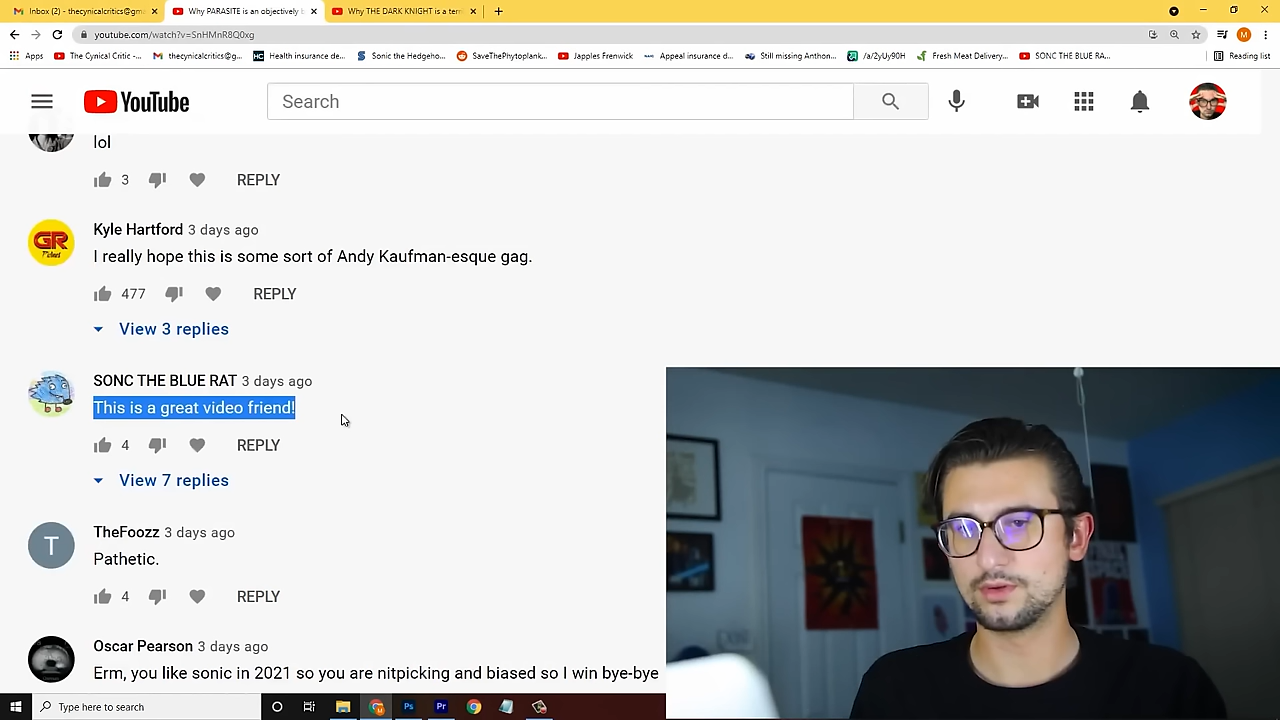 Inbox (2) - thecynicalcritics@gm
Why PARASITE is an objectively b
Why THE DARK KNIGHT is a terr
youtube.com/watch?v=SnHMnR8Q0xg
Apps
The Cynical Critic -...
thecynicalcritics@g...
Health insurance de...
Sonic the Hedgeho...
SaveThePhytoplank...
Japples Frenwick
Appeal insurance d...
Still missing Anthon...
/a/2yUy90H
Fresh Meat Delivery...
SONC THE BLUE RA...
Reading list
YouTube
Search
lol
3
REPLY
Kyle Hartford 3 days ago
I really hope this is some sort of Andy Kaufman-esque gag.
477
REPLY
View 3 replies
SONC THE BLUE RAT 3 days ago
This is a great video friend!
4
REPLY
View 7 replies
T
TheFoozz 3 days ago
Pathetic.
4
REPLY
Oscar Pearson 3 days ago
Erm, you like sonic in 2021 so you are nitpicking and biased so I win bye-bye
Type here to search